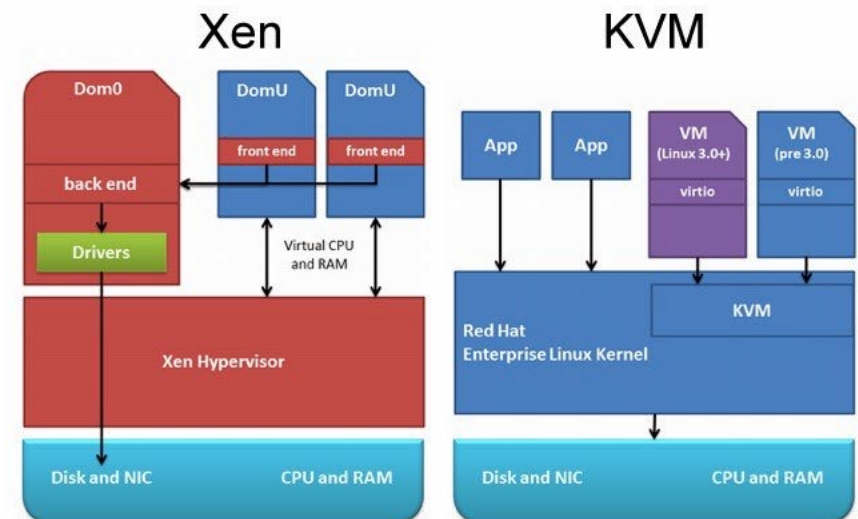 Xen
KVM
Dom0
back end
Drivers
DomU
front end
DomU
front end
Virtual CPU
and RAM
Xen Hypervisor
Disk and NIC
CPU and RAM
App
App
VM
(Linux 3.0+)
virtio
VM
(pre 3.0)
virtio
KVM
Red Hat
Enterprise Linux Kernel
Disk and NIC
CPU and RAM